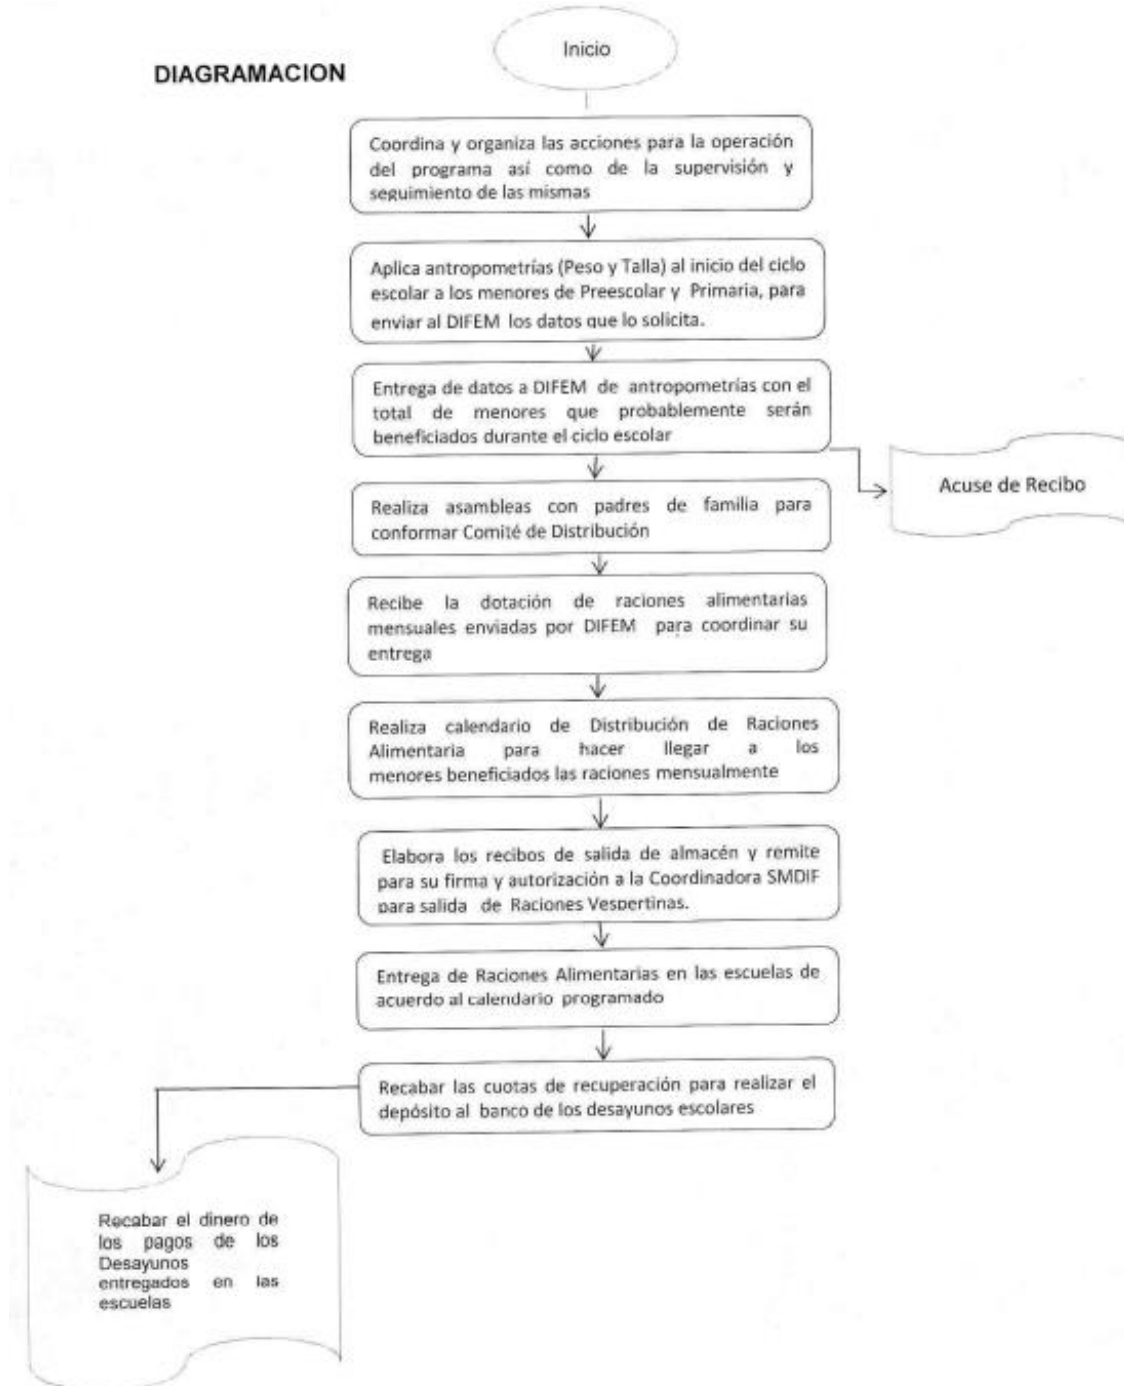 Inicio
DIAGRAMACION
Coordina y organiza las acciones para la operación
del programa así como de la supervisión y
seguimiento de las mismas
Aplica antropometrías (Peso y Talla) al inicio del ciclo
escolar a los menores de Preescolar y Primaria, para
enviar al DIFEM los datos que lo solicita.
Entrega de datos a DIFEM de antropometrías con el
total de menores que probablemente serán
beneficiados durante el ciclo escolar
Acuse de Recibo
Realiza asambleas con padres de familia para
conformar Comité de Distribución
Recibe la dotación de raciones alimentarias
mensuales enviadas por DIFEM para coordinar su
entrega
Realiza calendario de Distribución de Raciones
Alimentaria para hacer llegar a los
menores beneficiados las raciones mensualmente
Elabora los recibos de salida de almacén y remite
para su firma y autorización a la Coordinadora SMDIF
para salida de Raciones Vespertinas.
Entrega de Raciones Alimentarias en las escuelas de
acuerdo al calendario programado
Recabar las cuotas de recuperación para realizar el
depósito al banco de los desayunos escolares
Recabar el dinero de
los pagos de los
Desayunos
entregados en las
escuelas